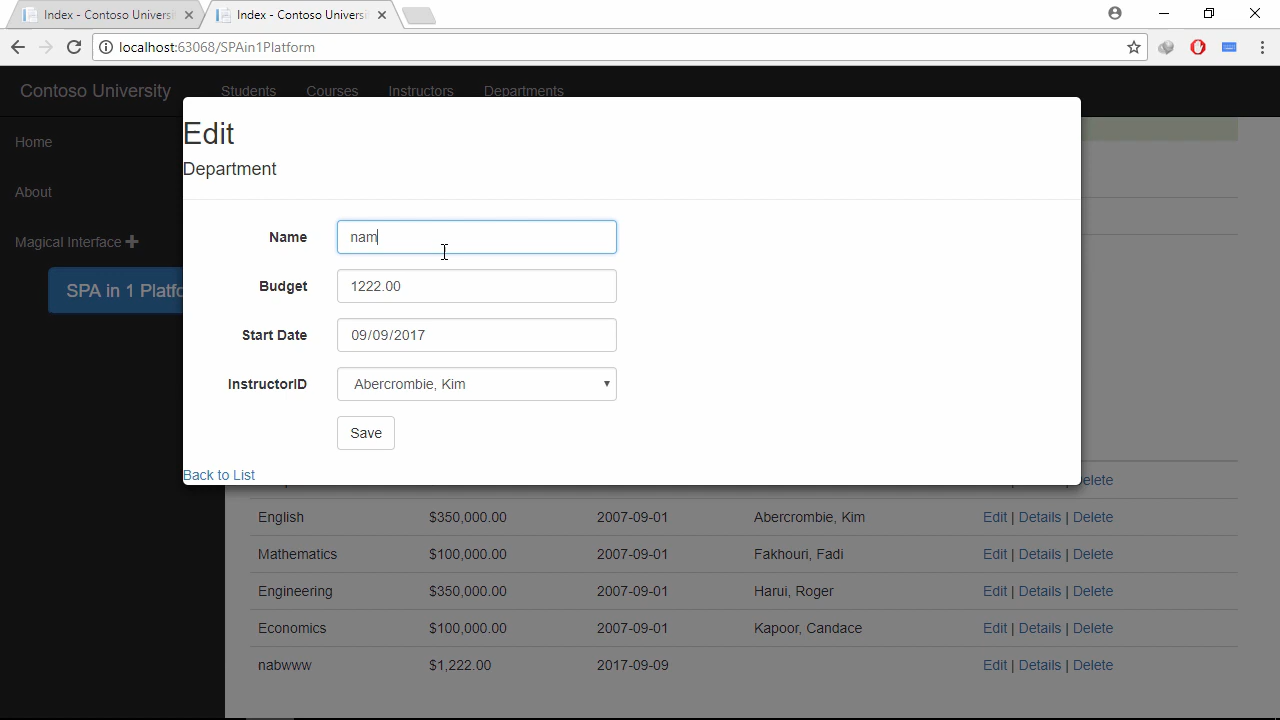 Index - Contoso Universi
Index - Contoso Universi
localhost:63068/SPAin1Platform
Contoso University Students Courses Instructors Departments
Home
About
Magical Interface
SPA in 1 Platfo
Edit
Department
Name nam
Budget 1222.00
Start Date 09/09/2017
InstructorID Abercrombie, Kim
Save
Back to List
elete
English $350,000.00 2007-09-01 Abercrombie, Kim Edit | Details | Delete
Mathematics $100,000.00 2007-09-01 Fakhouri, Fadi Edit | Details | Delete
Engineering $350,000.00 2007-09-01 Harui, Roger Edit | Details | Delete
Economics $100,000.00 2007-09-01 Kapoor, Candace Edit | Details | Delete
nabwww $1,222.00 2017-09-09 Edit | Details | Delete